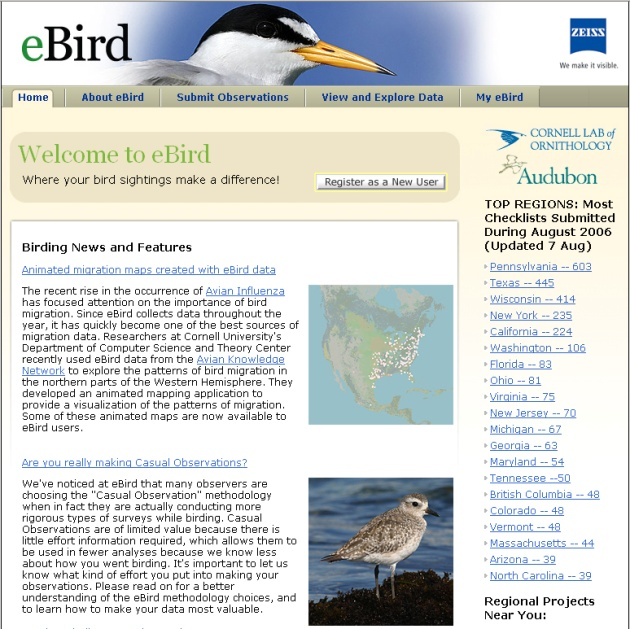 eBird
ZEISS
We make it visible.
Home
About eBird
Submit Observations
View and Explore Data
My eBird
Welcome to eBird
Where your bird sightings make a difference!
Register as a New User
CORNELL LAB of
ORNITHOLOGY
Audubon
Birding News and Features
Animated migration maps created with eBird data
The recent rise in the occurrence of Avian Influenza
has focused attention on the importance of bird
migration. Since eBird collects data throughout the
year, it has quickly become one of the best sources of
migration data. Researchers at Cornell University's
Department of Computer Science and Theory Center
recently used eBird data from the Avian Knowledge
Network to explore the patterns of bird migration in
the northern parts of the Western Hemisphere. They
developed an animated mapping application to
provide a visualization of the patterns of migration.
Some of these animated maps are now available to
eBird users.
Are you really making Casual Observations?
We've noticed at eBird that many observers are
choosing the "Casual Observation" methodology
when in fact they are actually conducting more
rigorous types of surveys while birding. Casual
Observations are of limited value because there is
little effort information required, which allows them to
be used in fewer analyses because we know less
about how you went birding. It's important to let us
know what kind of effort you put into making your
observations. Please read on for a better
understanding of the eBird methodology choices, and
to learn how to make your data most valuable.
TOP REGIONS: Most
Checklists Submitted
During August 2006
(Updated 7 Aug)
Pennsylvania -- 603
Texas -- 445
Wisconsin -- 414
New York -- 235
California -- 224
Washington -- 106
Florida -- 83
Ohio -- 81
Virginia -- 75
New Jersey -- 70
Michigan -- 67
Georgia -- 63
Maryland -- 54
Tennessee --50
British Columbia -- 48
Colorado -- 48
Vermont -- 48
Massachusetts -- 44
Arizona -- 39
North Carolina -- 39
Regional Projects
Near You: